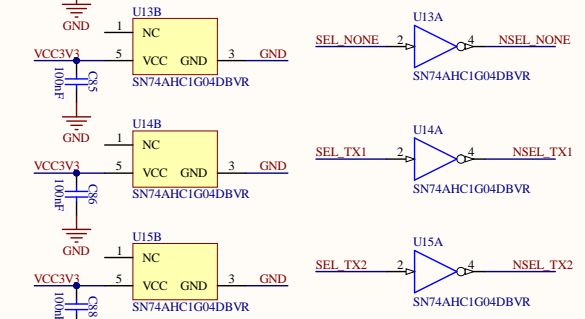 GND
U13B
1 NC
VCC3V3 5 VCC GND 3 GND
C85
100nF
SN74AHC1G04DBVR
U13A
SEL_NONE 2 4 NSEL_NONE
SN74AHC1G04DBVR
GND
U14B
1 NC
VCC3V3 5 VCC GND 3 GND
C86
100nF
SN74AHC1G04DBVR
U14A
SEL_TX1 2 4 NSEL_TX1
SN74AHC1G04DBVR
GND
U15B
1 NC
VCC3V3 5 VCC GND 3 GND
C88
SN74AHC1G04DBVR
U15A
SEL_TX2 2 4 NSEL_TX2
SN74AHC1G04DBVR